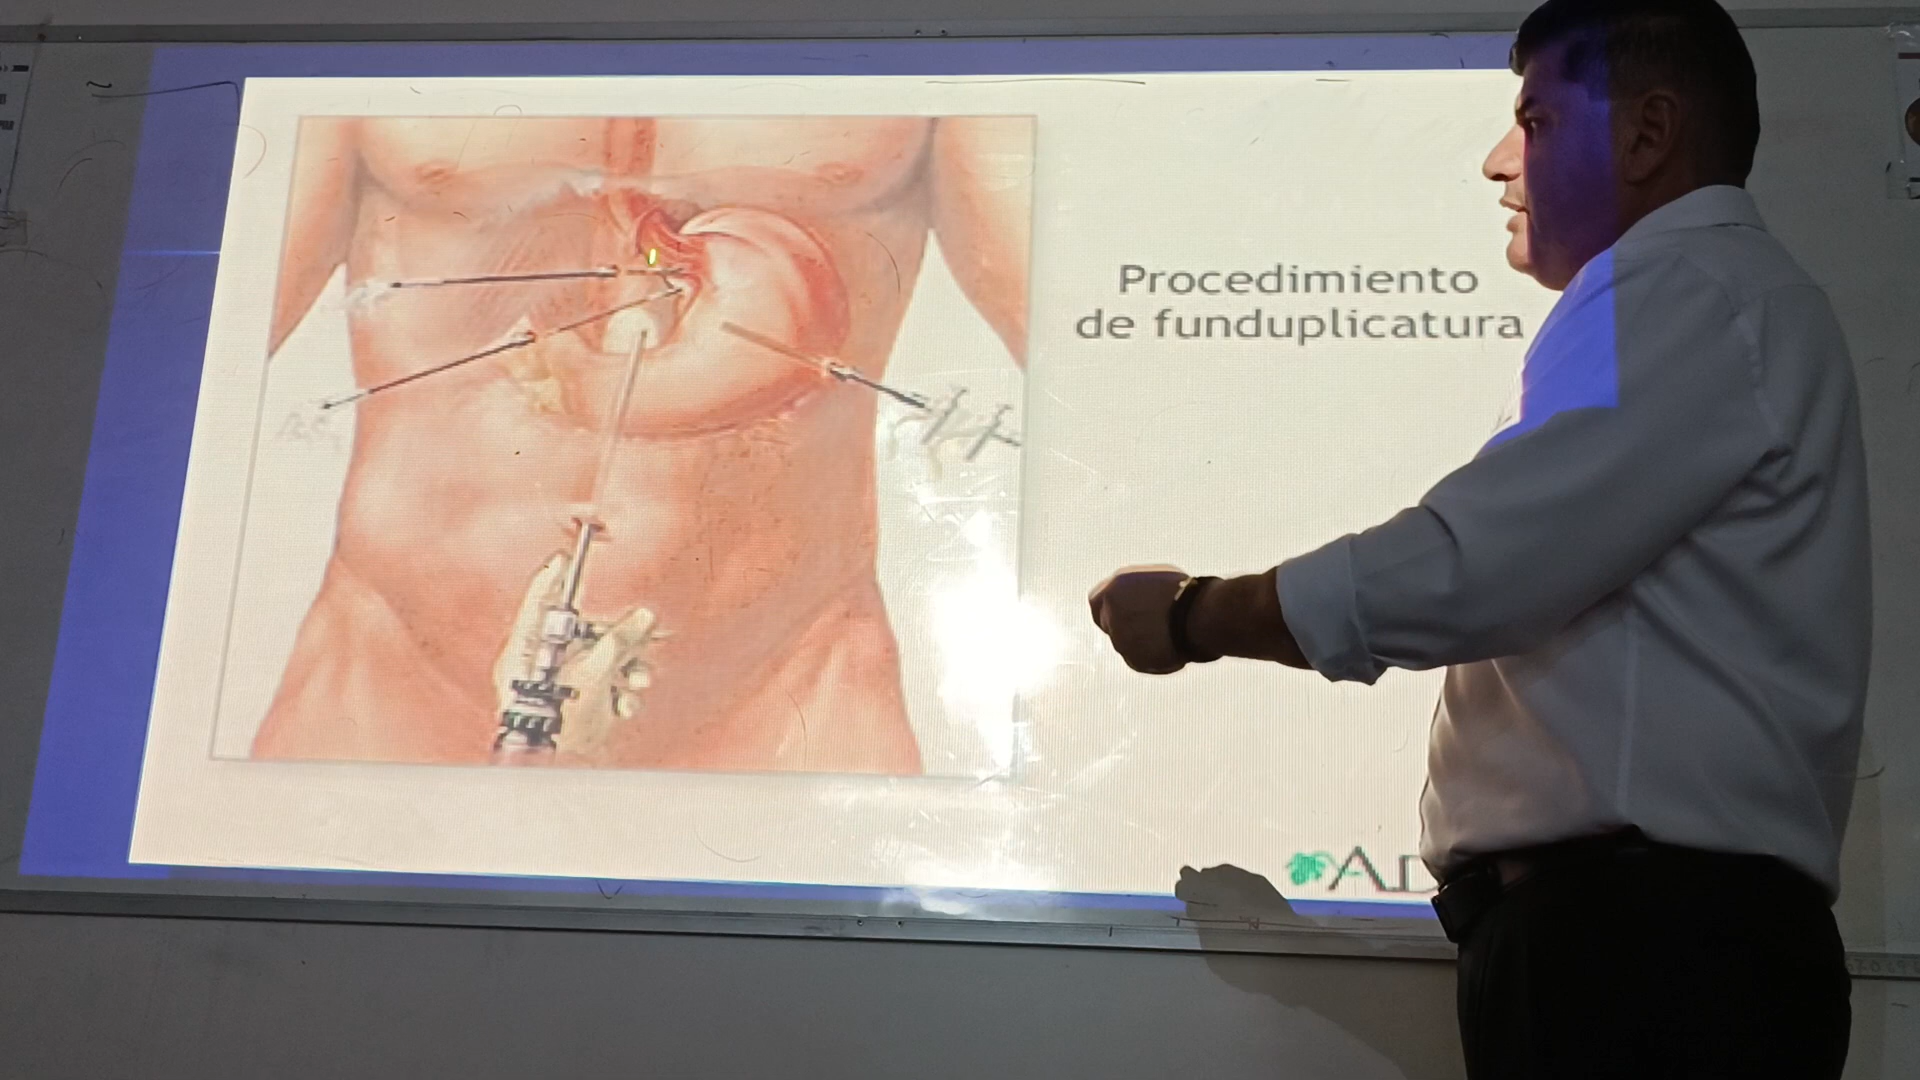 Procedimiento
de funduplicatura
A.D